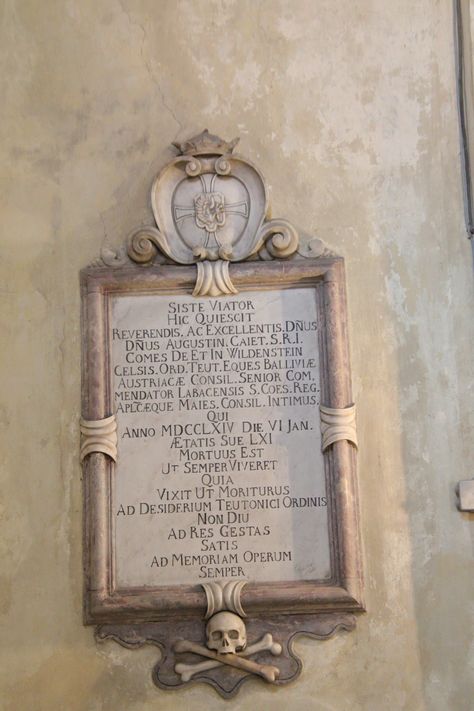 SISTE VIATOR
HIC QUIESCIT
REVERENDIS. AC EXCELLENTIS. DÑUS
DÑUS AUGUSTIN. CAIET. S. R. I.
COMES DE ET IN WILDENSTEIN
CELSIS. ORD. TEUT. EQUES BALLIVIÆ
AUSTRIACÆ CONSIL. SENIOR COM,
MENDATOR LABACENSIS S. COES. REG.
APLCÆQUE MAIES. CONSIL. INTIMUS.
QUI
ANNO MDCCLXIV DIE VI JAN.
ÆTATIS SUE LXI
MORTUUS EST
UT SEMPER VIVERET
QUIA
VIXIT UT MORITURUS
AD DESIDERIUM TEUTONICI ORDINIS
NON DIU
AD RES GESTAS
SATIS
AD MEMORIAM OPERUM
SEMPER